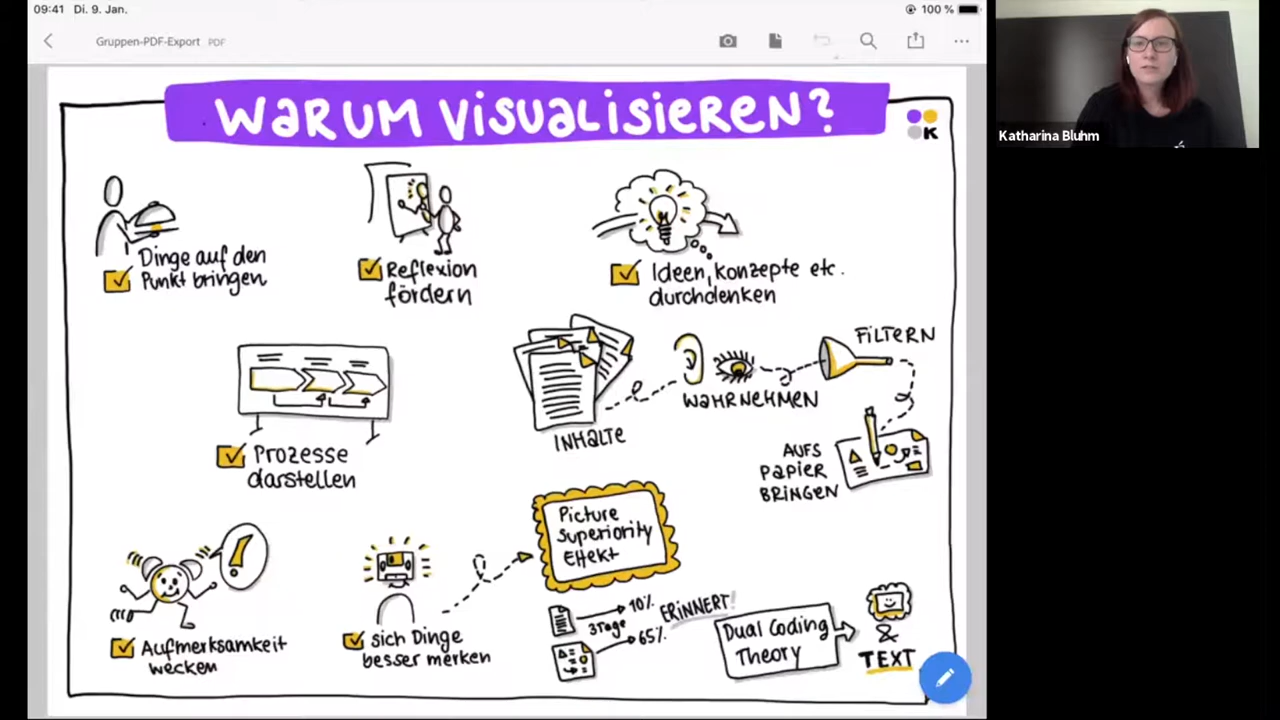 09:41 Di. 9. Jan.
100 %
Gruppen-PDF-Export PDF
WARUM VISUALISIEREN?
K
Katharina Bluhm
Dinge auf den
Punkt bringen
Reflexion
fördern
Ideen, Konzepte etc.
durchdenken
Prozesse
darstellen
INHALTE
WAHRNEHMEN
FILTERN
AUFS
PAPIER
BRINGEN
Aufmerksamkeit
wecken
!
sich Dinge
besser merken
Picture
Superiority
Effekt
3 Tage
10%
65%
ERINNERT!
Dual Coding
Theory
&
TEXT